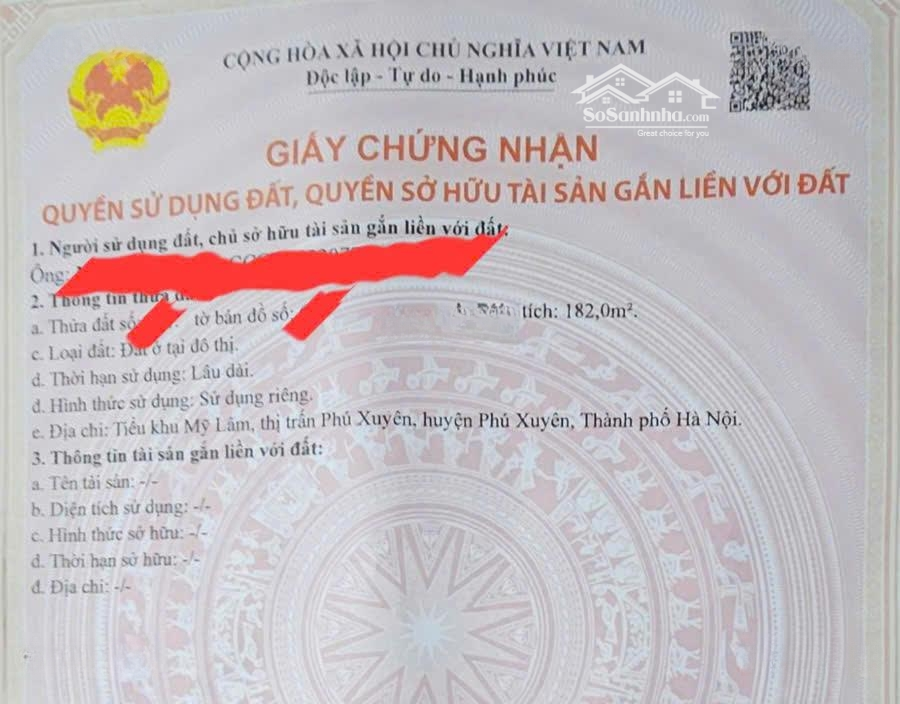 CỘNG HÒA XÃ HỘI CHỦ NGHĨA VIỆT NAM
Độc lập - Tự do - Hạnh phúc
SoSanhnha.com
Great choice for you
GIẤY CHỨNG NHẬN
QUYỀN SỬ DỤNG ĐẤT, QUYỀN SỞ HỮU TÀI SẢN GẮN LIỀN VỚI ĐẤT
1. Người sử dụng đất, chủ sở hữu tài sản gắn liền với đất:
Ông:
2. Thông tin thửa
a. Thửa đất số tờ bản đồ số: tích: 182,0m².
c. Loại đất: Đất ở tại đô thị.
d. Thời hạn sử dụng: Lâu dài.
đ. Hình thức sử dụng: Sử dụng riêng.
e. Địa chỉ: Tiểu khu Mỹ Lâm, thị trấn Phú Xuyên, huyện Phú Xuyên, Thành phố Hà Nội.
3. Thông tin tài sản gắn liền với đất:
a. Tên tài sản: -/-
b. Diện tích sử dụng: -/-
c. Hình thức sở hữu: -/-
d. Thời hạn sở hữu: -/-
đ. Địa chỉ: -/-